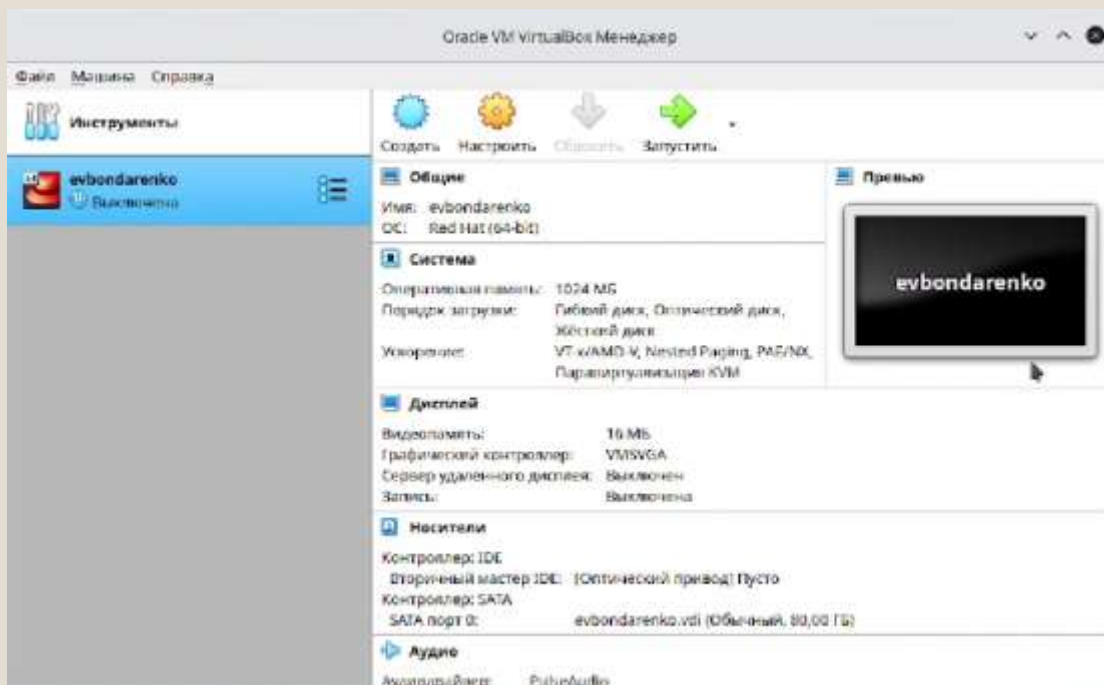 Oracle VM VirtualBox Менеджер
Файл Машина Справка
Инструменты
evbondarenko
Выключена
Создать Настроить Сбросить Запустить
Общие
Имя: evbondarenko
ОС: Red Hat (64-bit)
Превью
evbondarenko
Система
Оперативная память: 1024 МБ
Порядок загрузки: Гибкий диск, Оптический диск,
Жёсткий диск
Ускорение: VT-x/AMD-V, Nested Paging, PAE/NX,
Паравиртуализация KVM
Дисплей
Видеопамять: 16 МБ
Графический контроллер: VMSVGA
Сервер удаленного дисплея: Выключен
Запись: Выключена
Носители
Контроллер: IDE
Вторичный мастер IDE: [Оптический привод] Пусто
Контроллер: SATA
SATA порт 0: evbondarenko.vdi (Обычный, 80,00 ГБ)
Аудио
Аудиодрайвер: PulseAudio